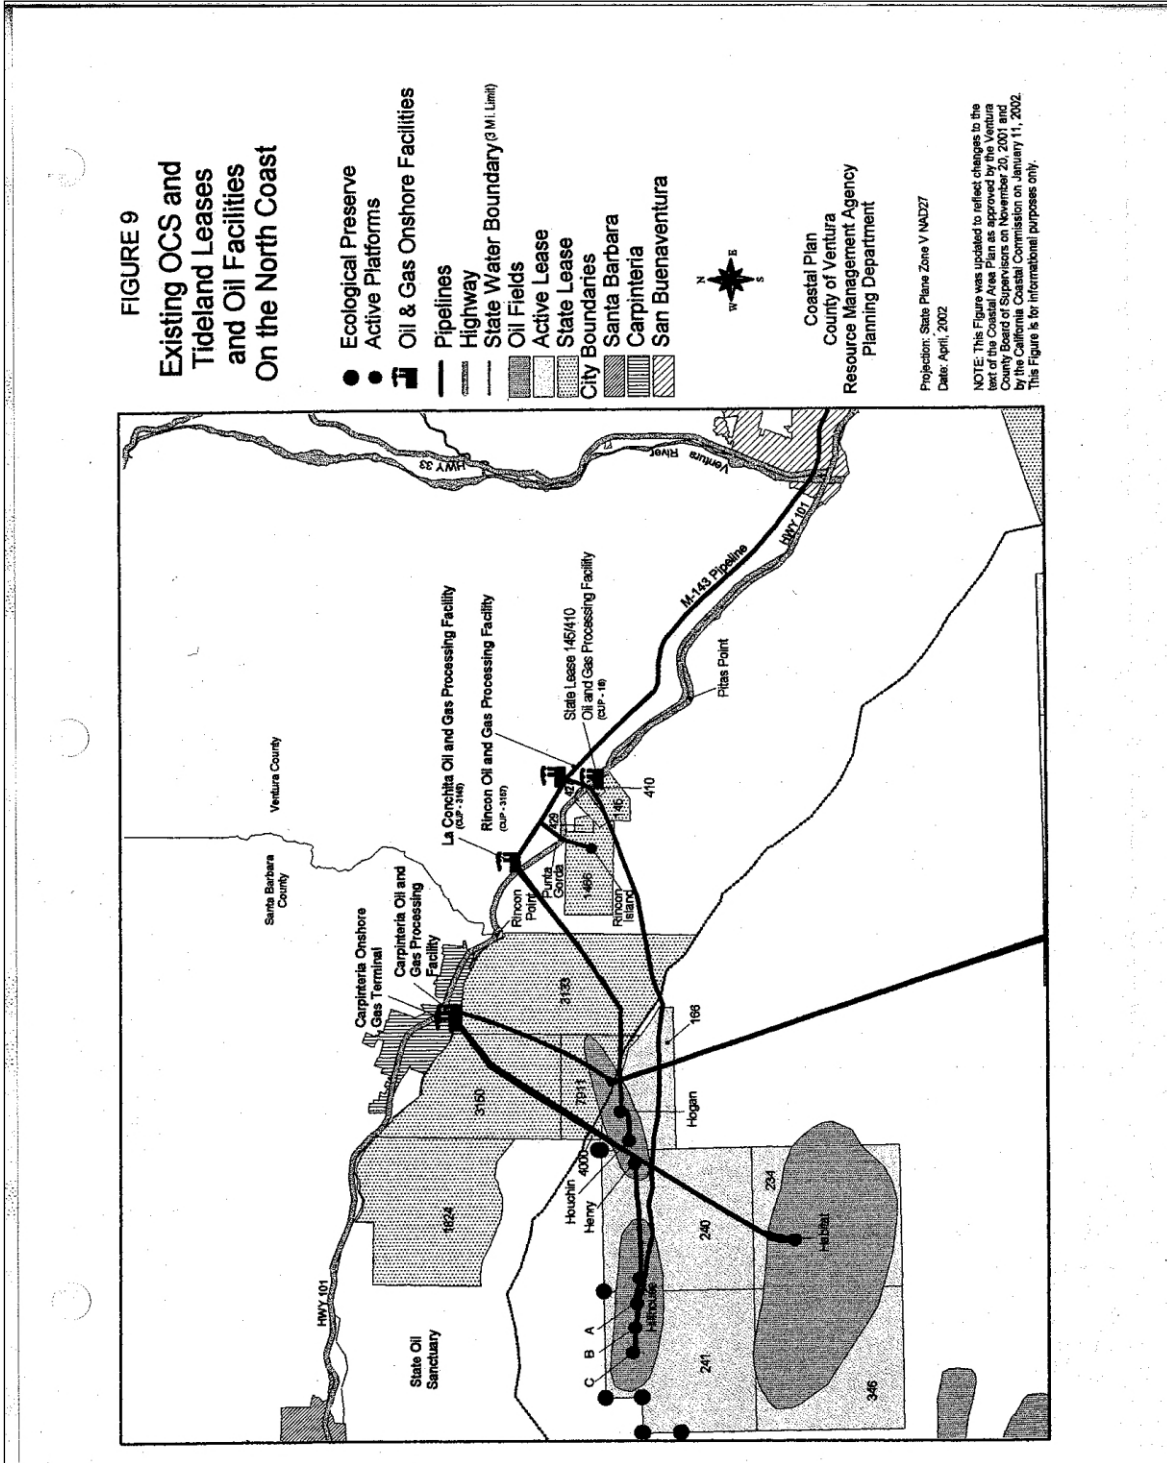 FIGURE 9
Existing OCS and
Tideland Leases
and Oil Facilities
On the North Coast
Ecological Preserve
Active Platforms
Oil & Gas Onshore Facilities
Pipelines
Highway
State Water Boundary (3 Mi. Limit)
Oil Fields
Active Lease
State Lease
City Boundaries
Santa Barbara
Carpinteria
San Buenaventura
N
W
E
S
Coastal Plan
County of Ventura
Resource Management Agency
Planning Department
Projection: State Plane Zone V NAD27
Date: April, 2002
NOTE: This Figure was updated to reflect changes to the
text of the Coastal Area Plan as approved by the Ventura
County Board of Supervisors on November 20, 2001 and
by the California Coastal Commission on January 11, 2002.
This Figure is for informational purposes only.
HWY 33
Ventura
River
HWY 101
M-143 Pipeline
Pitas Point
La Conchita Oil and Gas Processing Facility
(CUP - 3148)
Rincon Oil and Gas Processing Facility
(CUP - 3157)
State Lease 145/410
Oil and Gas Processing Facility
(CUP - 16)
Ventura County
Santa Barbara
County
Carpinteria Onshore
Gas Terminal
Carpinteria Oil and
Gas Processing
Facility
Rincon
Point
Punta
Gorda
429
427
145
410
1466
Rincon
Island
3133
3150
7911
166
Hogan
4000
Houchin
Henry
1824
HWY 101
State Oil
Sanctuary
C
B
A
Hillhouse
240
241
234
Habitat
346